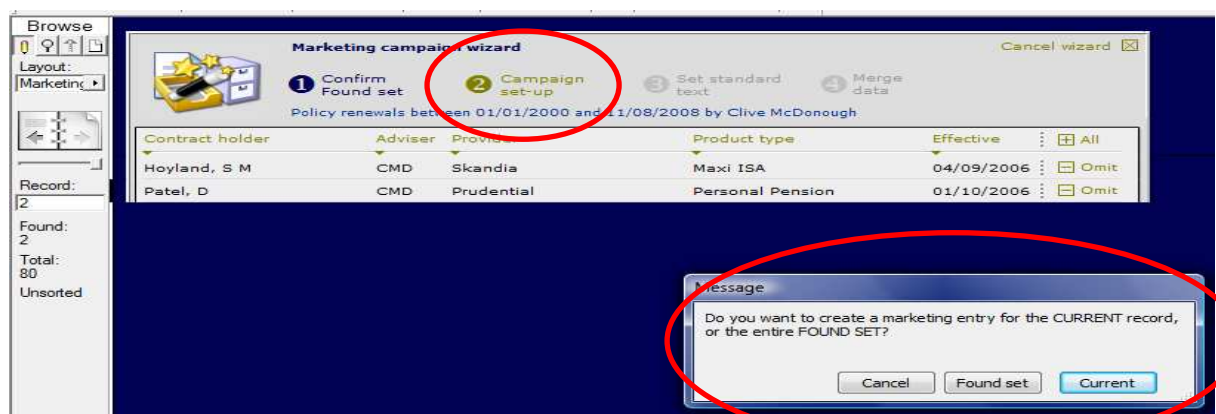 Browse
Layout:
Marketing
Record:
2
Found:
2
Total:
80
Unsorted
Marketing campaign wizard
Cancel wizard
1 Confirm Found set
2 Campaign set-up
3 Set standard text
4 Merge data
Policy renewals between 01/01/2000 and 11/08/2008 by Clive McDonough
Contract holder Adviser Provider Product type Effective All
Hoyland, S M CMD Skandia Maxi ISA 04/09/2006 Omit
Patel, D CMD Prudential Personal Pension 01/10/2006 Omit
Message
Do you want to create a marketing entry for the CURRENT record,
or the entire FOUND SET?
Cancel Found set Current